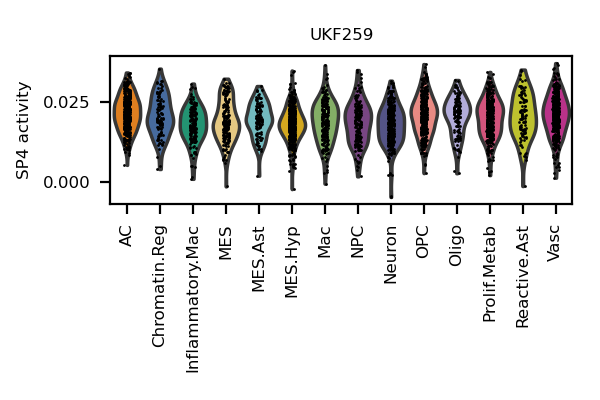 UKF259
SP4 activity
0.025
0.000
AC
Chromatin.Reg
Inflammatory.Mac
MES
MES.Ast
MES.Hyp
Mac
NPC
Neuron
OPC
Oligo
Prolif.Metab
Reactive.Ast
Vasc